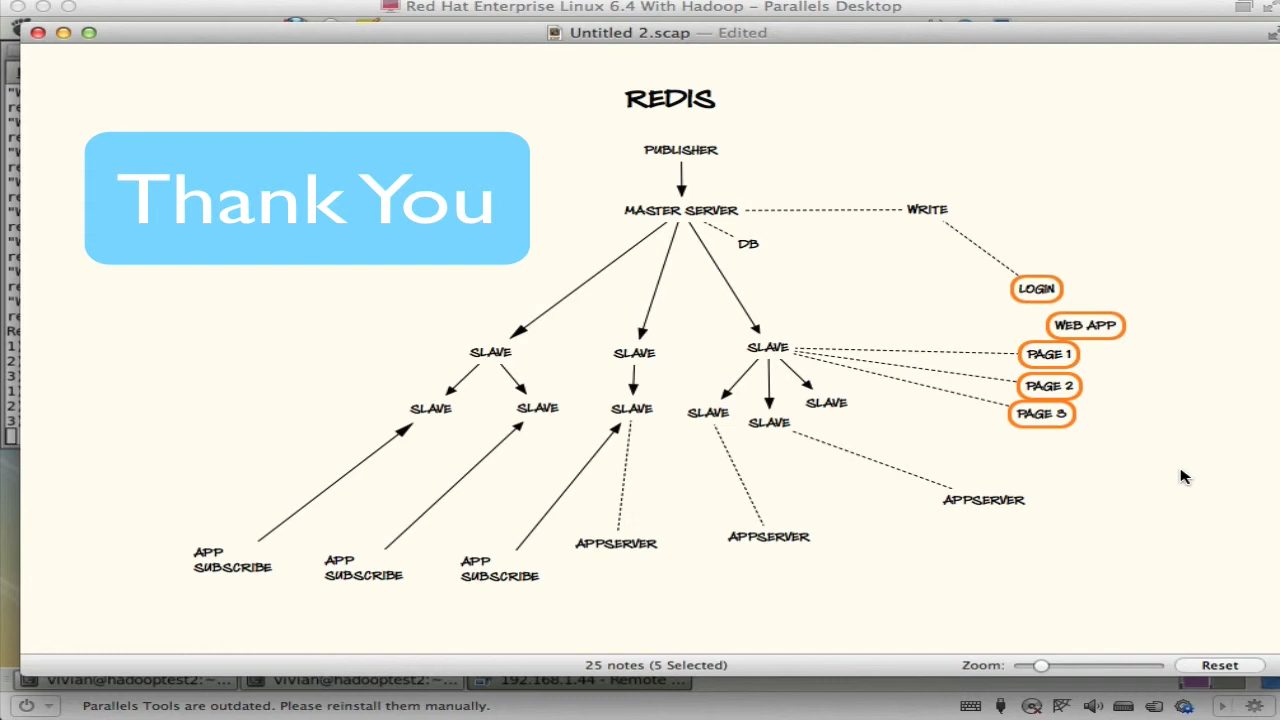 Red Hat Enterprise Linux 6.4 With Hadoop – Parallels Desktop
Untitled 2.scap — Edited
REDIS
Thank You
PUBLISHER
MASTER SERVER
WRITE
DB
LOGIN
WEB APP
SLAVE
SLAVE
SLAVE
PAGE 1
PAGE 2
PAGE 3
SLAVE
SLAVE
SLAVE
SLAVE
SLAVE
SLAVE
APPSERVER
APPSERVER
APPSERVER
APP
SUBSCRIBE
APP
SUBSCRIBE
APP
SUBSCRIBE
25 notes (5 Selected)
Zoom:
Reset
vivian@hadooptest2:~...
vivian@hadooptest2:~...
192.168.1.44 - Remote ...
Parallels Tools are outdated. Please reinstall them manually.